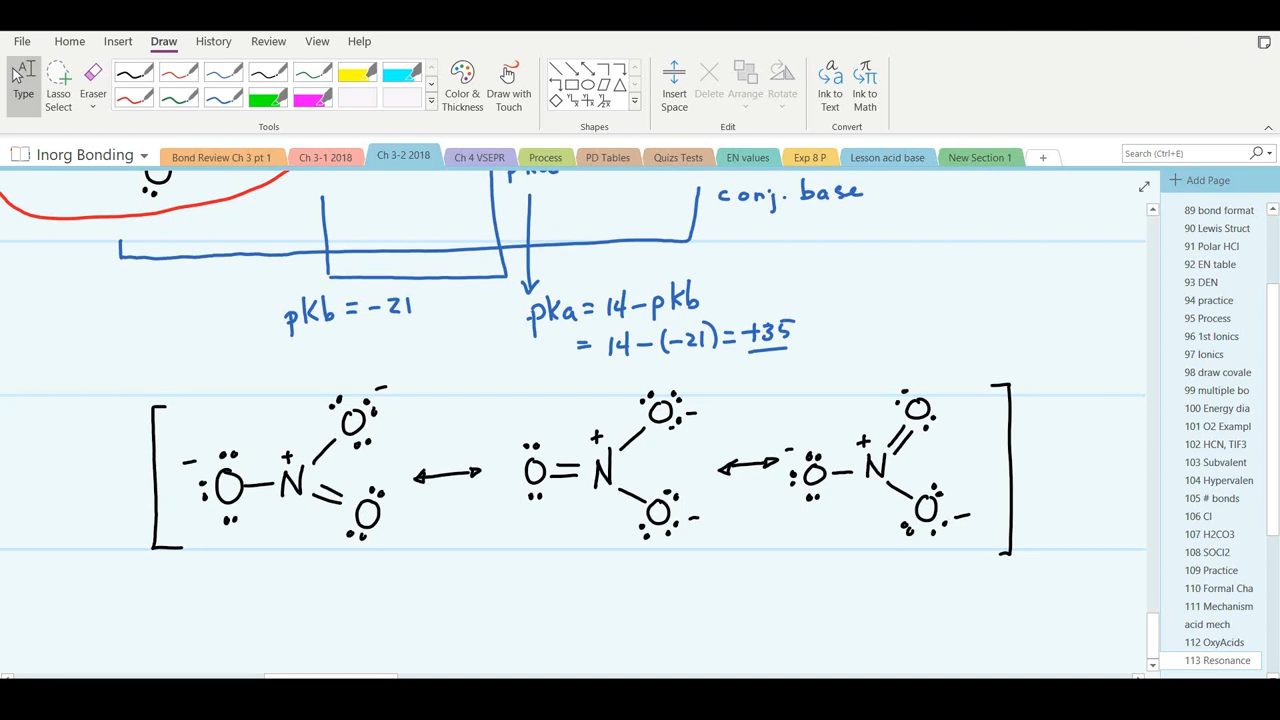 File Home Insert Draw History Review View Help
Type Lasso Select Eraser Color & Thickness Draw with Touch Insert Space Delete Arrange Rotate Ink to Text Ink to Math
Tools Shapes Edit Convert
Inorg Bonding Bond Review Ch 3 pt 1 Ch 3-1 2018 Ch 3-2 2018 Ch 4 VSEPR Process PD Tables Quizs Tests EN values Exp 8 P Lesson acid base New Section 1 Search (Ctrl+E)
Add Page
89 bond format
90 Lewis Struct
91 Polar HCl
92 EN table
93 DEN
94 practice
95 Process
96 1st Ionics
97 Ionics
98 draw covale
99 multiple bo
100 Energy dia
101 O2 Exampl
102 HCN, TIF3
103 Subvalent
104 Hypervalen
105 # bonds
106 CI
107 H2CO3
108 SOCl2
109 Practice
110 Formal Cha
111 Mechanism
acid mech
112 OxyAcids
113 Resonance
O
conj. base
pKb = -21
pKa = 14 - pKb
= 14 - (-21) = +35
O -
- O - N + = O
O = N +
O -
O -
O
- O - N +
O -